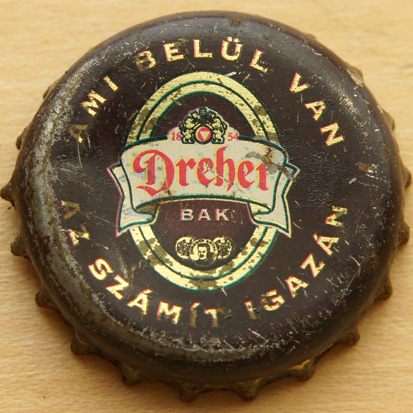 AMI BELÜL VAN
18 54
Dreher
BAK
AZ SZÁMÍT IGAZÁN